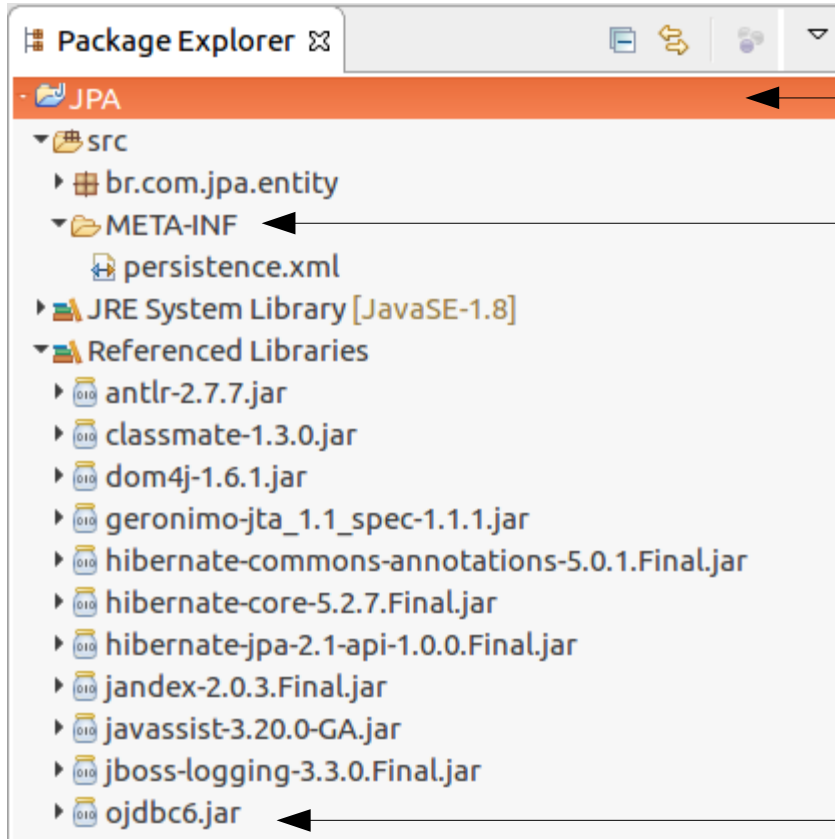 Package Explorer
JPA
src
br.com.jpa.entity
META-INF
persistence.xml
JRE System Library [JavaSE-1.8]
Referenced Libraries
antlr-2.7.7.jar
classmate-1.3.0.jar
dom4j-1.6.1.jar
geronimo-jta_1.1_spec-1.1.1.jar
hibernate-commons-annotations-5.0.1.Final.jar
hibernate-core-5.2.7.Final.jar
hibernate-jpa-2.1-api-1.0.0.Final.jar
jandex-2.0.3.Final.jar
javassist-3.20.0-GA.jar
jboss-logging-3.3.0.Final.jar
ojdbc6.jar